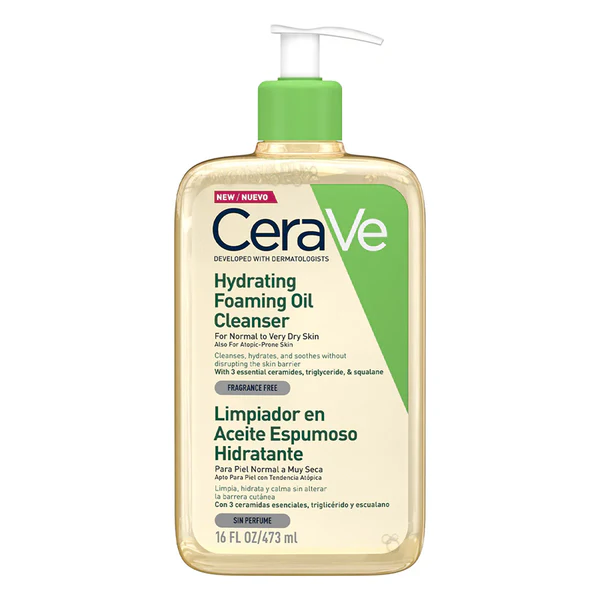 NEW / NUEVO
CeraVe
DEVELOPED WITH DERMATOLOGISTS
Hydrating
Foaming Oil
Cleanser
For Normal to Very Dry Skin
Also For Atopic-Prone Skin
Cleanses, hydrates, and soothes without
disrupting the skin barrier
With 3 essential ceramides, triglyceride, & squalane
FRAGRANCE FREE
Limpiador en
Aceite Espumoso
Hidratante
Para Piel Normal a Muy Seca
Apto Para Piel con Tendencia Atópica
Limpia, hidrata y calma sin alterar
la barrera cutánea
Con 3 ceramidas esenciales, triglicérido y escualano
SIN PERFUME
16 FL OZ/473 ml